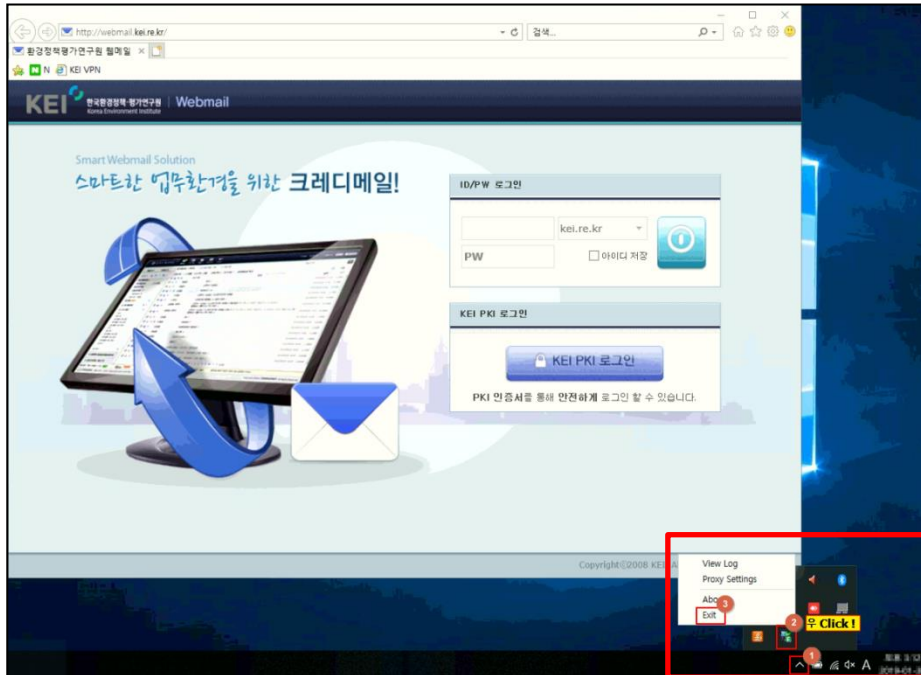 http://webmail.kei.re.kr/
검색...
환경정책평가연구원 웹메일
N KEI VPN
KEI 한국환경정책·평가연구원 Webmail
Korea Environment Institute
Smart Webmail Solution
스마트한 업무환경을 위한 크레디메일!
ID/PW 로그인
kei.re.kr
PW 아이디 저장
KEI PKI 로그인
KEI PKI 로그인
PKI 인증서를 통해 안전하게 로그인 할 수 있습니다.
Copyrightⓒ2008 KEI
View Log
Proxy Settings
3
Exit
2
우 Click !
1
A